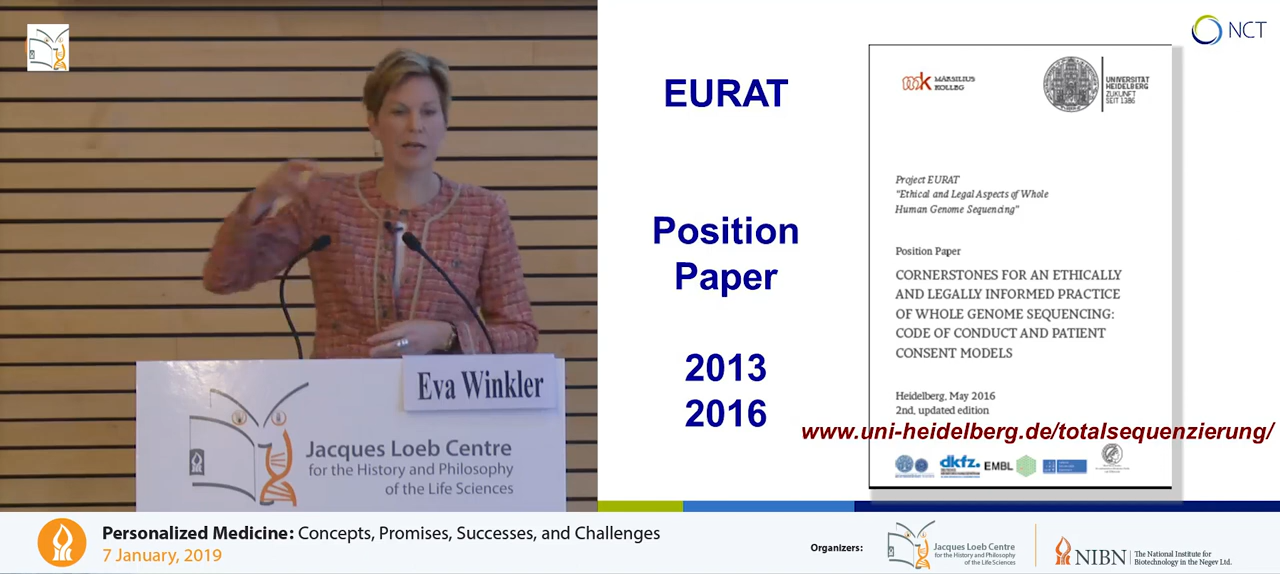 Eva Winkler
Jacques Loeb Centre
for the History and Philosophy
of the Life Sciences
EURAT
Position
Paper
2013
2016
NCT
MARSILIUS
KOLLEG
UNIVERSITÄT
HEIDELBERG
ZUKUNFT
SEIT 1386
Project EURAT
"Ethical and Legal Aspects of Whole
Human Genome Sequencing"
Position Paper
CORNERSTONES FOR AN ETHICALLY
AND LEGALLY INFORMED PRACTICE
OF WHOLE GENOME SEQUENCING:
CODE OF CONDUCT AND PATIENT
CONSENT MODELS
Heidelberg, May 2016
2nd, updated edition
www.uni-heidelberg.de/totalsequenzierung/
dkfz.
EMBL
Personalized Medicine: Concepts, Promises, Successes, and Challenges
7 January, 2019
Organizers:
Jacques Loeb Centre
for the History and Philosophy
of the Life Sciences
NIBN
The National Institute for
Biotechnology in the Negev Ltd.